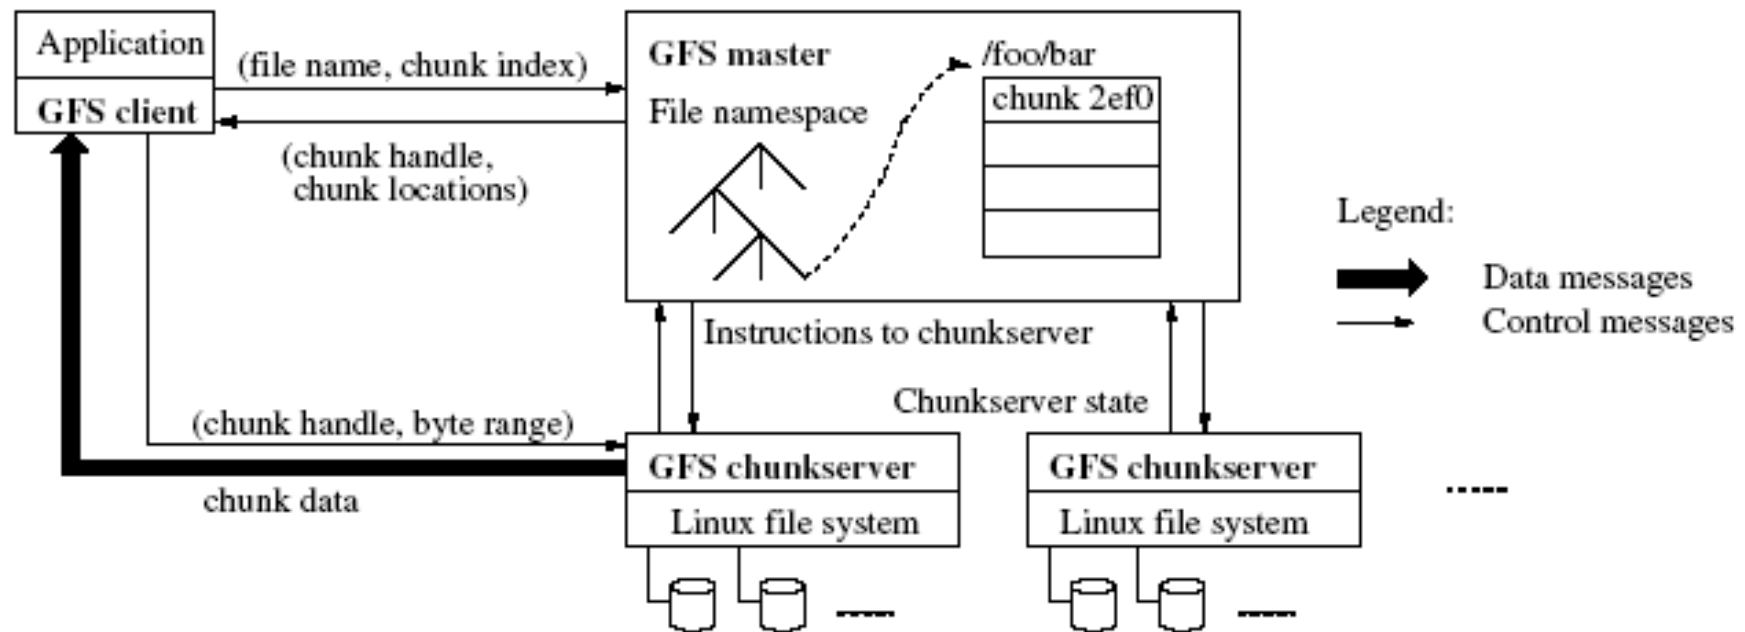 Application
GFS client
(file name, chunk index)
(chunk handle,
chunk locations)
GFS master
File namespace
/foo/bar
chunk 2ef0
Legend:
Data messages
Control messages
Instructions to chunkserver
Chunkserver state
(chunk handle, byte range)
chunk data
GFS chunkserver
Linux file system
GFS chunkserver
Linux file system